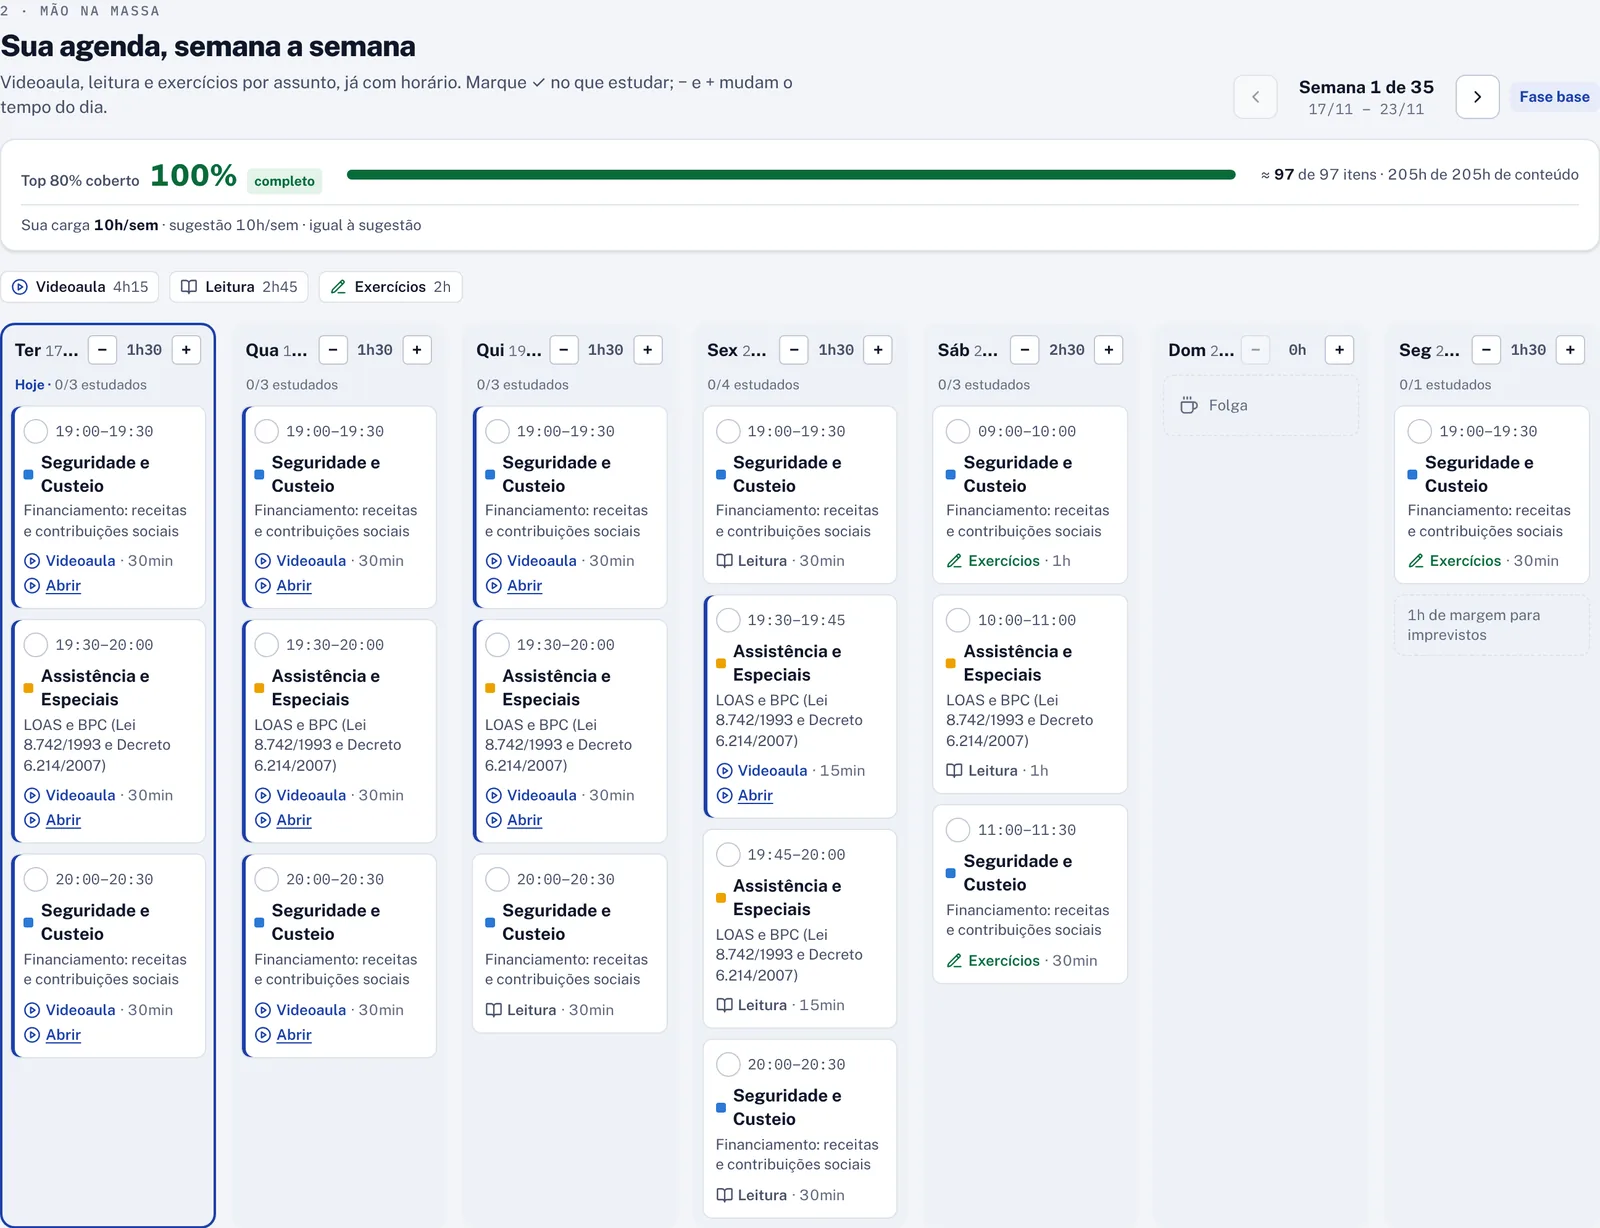 2 · MÃO NA MASSA
Sua agenda, semana a semana
Videoaula, leitura e exercícios por assunto, já com horário. Marque ✓ no que estudar; − e + mudam o
tempo do dia.
Semana 1 de 35
17/11 – 23/11
Fase base
Top 80% coberto 100% completo
≈ 97 de 97 itens · 205h de 205h de conteúdo
Sua carga 10h/sem · sugestão 10h/sem · igual à sugestão
Videoaula 4h15
Leitura 2h45
Exercícios 2h
Ter 17... − 1h30 +
Hoje · 0/3 estudados
19:00–19:30
Seguridade e
Custeio
Financiamento: receitas
e contribuições sociais
Videoaula · 30min
Abrir
19:30–20:00
Assistência e
Especiais
LOAS e BPC (Lei
8.742/1993 e Decreto
6.214/2007)
Videoaula · 30min
Abrir
20:00–20:30
Seguridade e
Custeio
Financiamento: receitas
e contribuições sociais
Videoaula · 30min
Abrir
Qua 1... − 1h30 +
0/3 estudados
19:00–19:30
Seguridade e
Custeio
Financiamento: receitas
e contribuições sociais
Videoaula · 30min
Abrir
19:30–20:00
Assistência e
Especiais
LOAS e BPC (Lei
8.742/1993 e Decreto
6.214/2007)
Videoaula · 30min
Abrir
20:00–20:30
Seguridade e
Custeio
Financiamento: receitas
e contribuições sociais
Videoaula · 30min
Abrir
Qui 19... − 1h30 +
0/3 estudados
19:00–19:30
Seguridade e
Custeio
Financiamento: receitas
e contribuições sociais
Videoaula · 30min
Abrir
19:30–20:00
Assistência e
Especiais
LOAS e BPC (Lei
8.742/1993 e Decreto
6.214/2007)
Videoaula · 30min
Abrir
20:00–20:30
Seguridade e
Custeio
Financiamento: receitas
e contribuições sociais
Leitura · 30min
Sex 2... − 1h30 +
0/4 estudados
19:00–19:30
Seguridade e
Custeio
Financiamento: receitas
e contribuições sociais
Leitura · 30min
19:30–19:45
Assistência e
Especiais
LOAS e BPC (Lei
8.742/1993 e Decreto
6.214/2007)
Videoaula · 15min
Abrir
19:45–20:00
Assistência e
Especiais
LOAS e BPC (Lei
8.742/1993 e Decreto
6.214/2007)
Leitura · 15min
20:00–20:30
Seguridade e
Custeio
Financiamento: receitas
e contribuições sociais
Leitura · 30min
Sáb 2... − 2h30 +
0/3 estudados
09:00–10:00
Seguridade e
Custeio
Financiamento: receitas
e contribuições sociais
Exercícios · 1h
10:00–11:00
Assistência e
Especiais
LOAS e BPC (Lei
8.742/1993 e Decreto
6.214/2007)
Leitura · 1h
11:00–11:30
Seguridade e
Custeio
Financiamento: receitas
e contribuições sociais
Exercícios · 30min
Dom 2... − 0h +
Folga
Seg 2... − 1h30 +
0/1 estudados
19:00–19:30
Seguridade e
Custeio
Financiamento: receitas
e contribuições sociais
Exercícios · 30min
1h de margem para
imprevistos